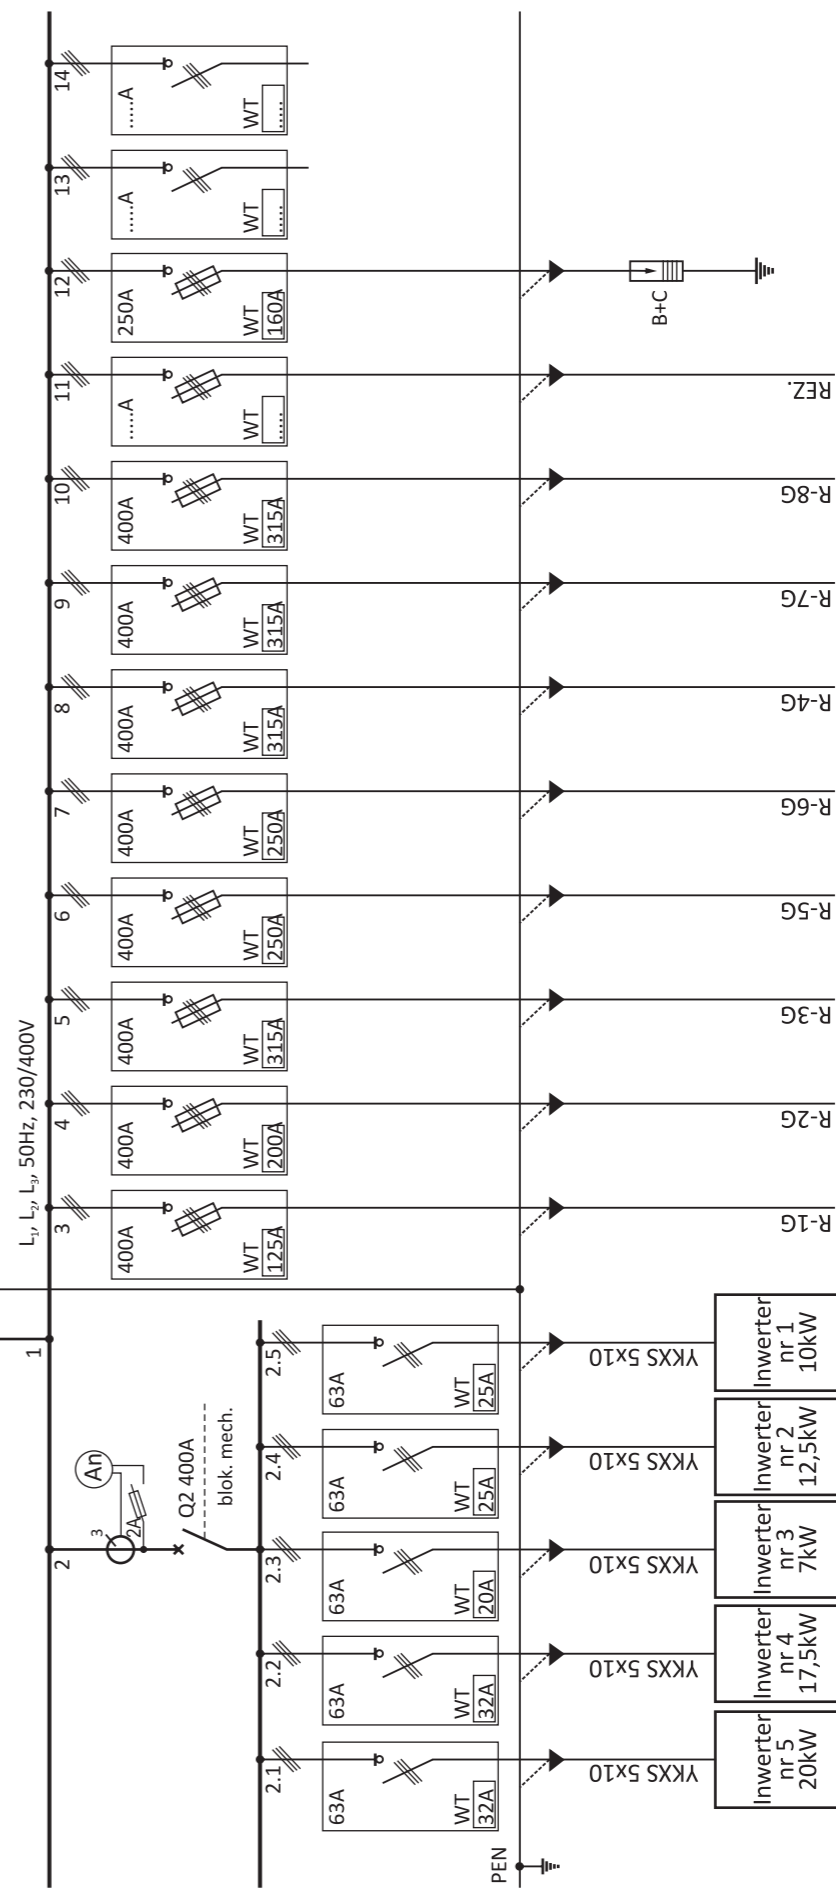 L₁, L₂, L₃, 50Hz, 230/400V
14
.....A
WT
.....
13
.....A
WT
.....
12
250A
WT
160A
B+C
11
.....A
WT
.....
REZ.
10
400A
WT
315A
R-8G
9
400A
WT
315A
R-7G
8
400A
WT
315A
R-4G
7
400A
WT
250A
R-6G
6
400A
WT
250A
R-5G
5
400A
WT
315A
R-3G
4
400A
WT
200A
R-2G
3
400A
WT
125A
R-1G
1
2
An
3
2A
Q2 400A
blok. mech.
2.5
63A
WT
25A
YKXS 5x10
Inwerter
nr 1
10kW
2.4
63A
WT
25A
YKXS 5x10
Inwerter
nr 2
12,5kW
2.3
63A
WT
20A
YKXS 5x10
Inwerter
nr 3
7kW
2.2
63A
WT
32A
YKXS 5x10
Inwerter
nr 4
17,5kW
2.1
63A
WT
32A
YKXS 5x10
Inwerter
nr 5
20kW
PEN